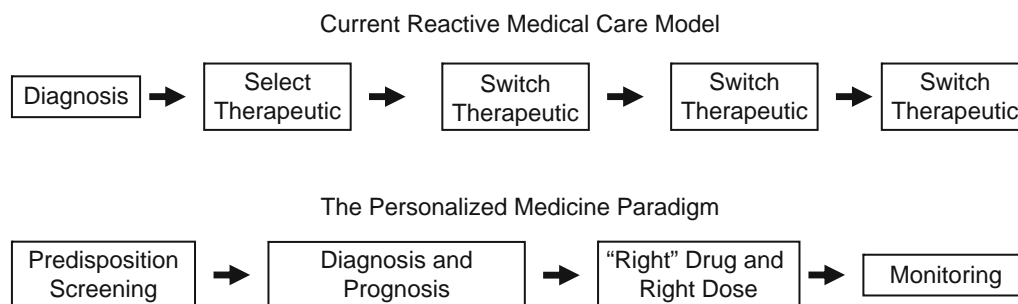 Current Reactive Medical Care Model
Diagnosis
Select
Therapeutic
Switch
Therapeutic
Switch
Therapeutic
Switch
Therapeutic
The Personalized Medicine Paradigm
Predisposition
Screening
Diagnosis and
Prognosis
“Right” Drug and
Right Dose
Monitoring